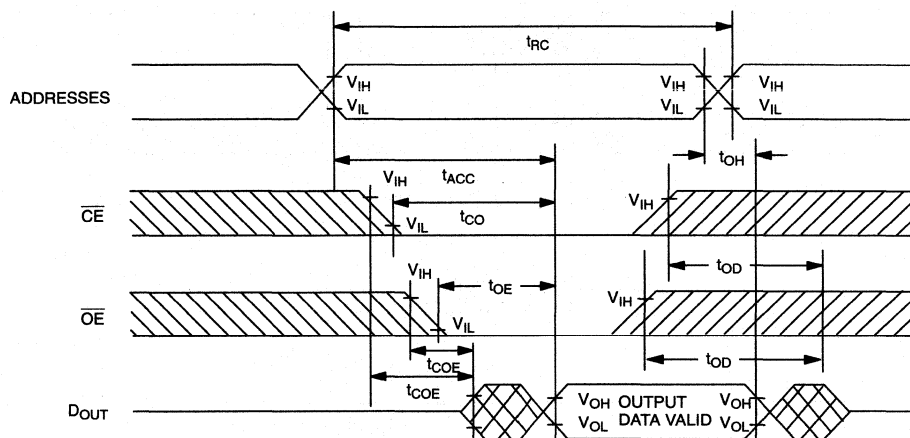 tRC
ADDRESSES
VIH
VIL
VIH
VIH
VIL
VIL
tOH
tACC
CE
VIH
tCO
VIL
VIH
tOD
OE
VIH
tOE
VIL
VIH
tOD
tCOE
tCOE
DOUT
VOH OUTPUT VOH
VOL DATA VALID VOL